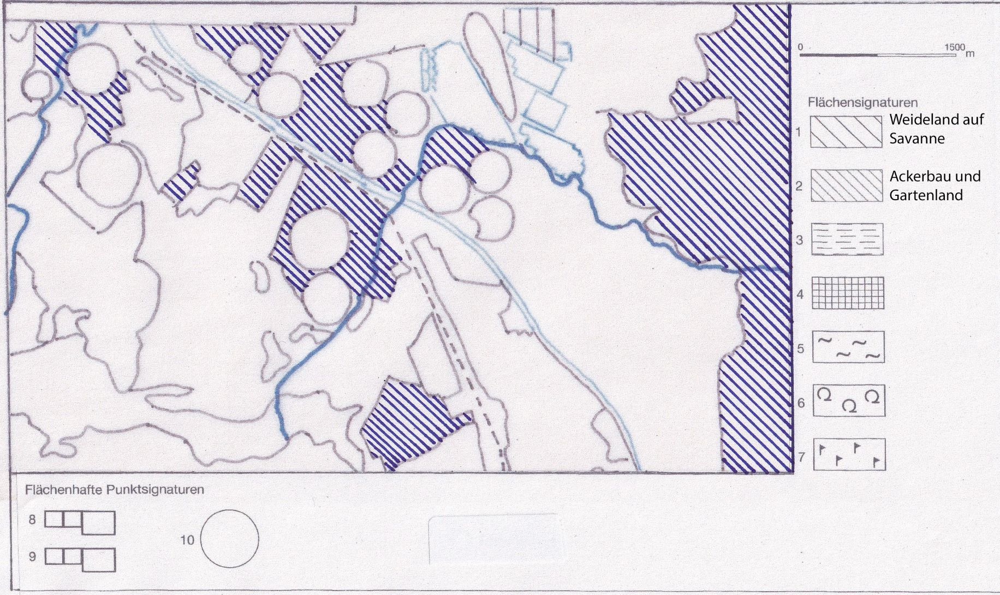 0 1500 m
Flächensignaturen
1 Weideland auf
Savanne
2 Ackerbau und
Gartenland
3
4
5
6
7
Flächenhafte Punktsignaturen
8
9
10